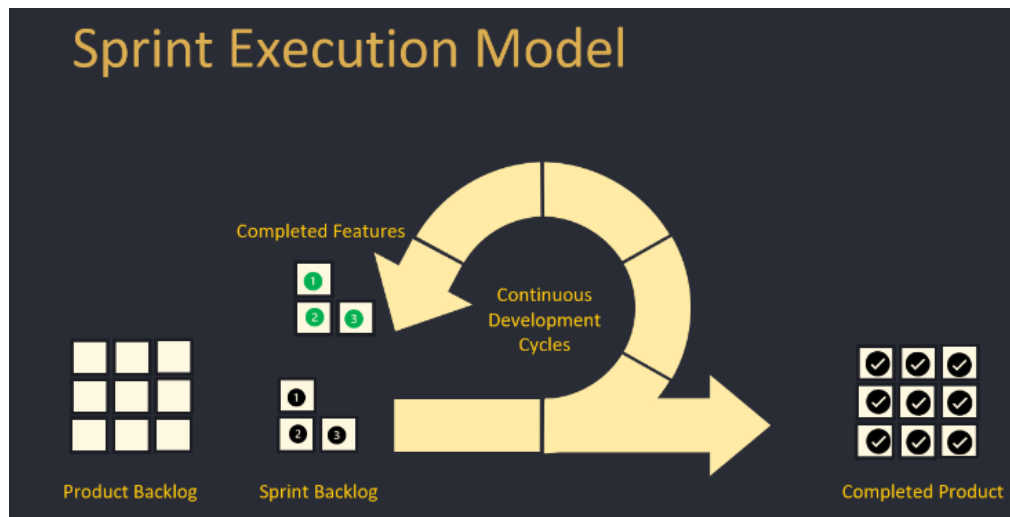 Sprint Execution Model
Completed Features
1
2 3
Continuous
Development
Cycles
1
2 3
Product Backlog
Sprint Backlog
Completed Product